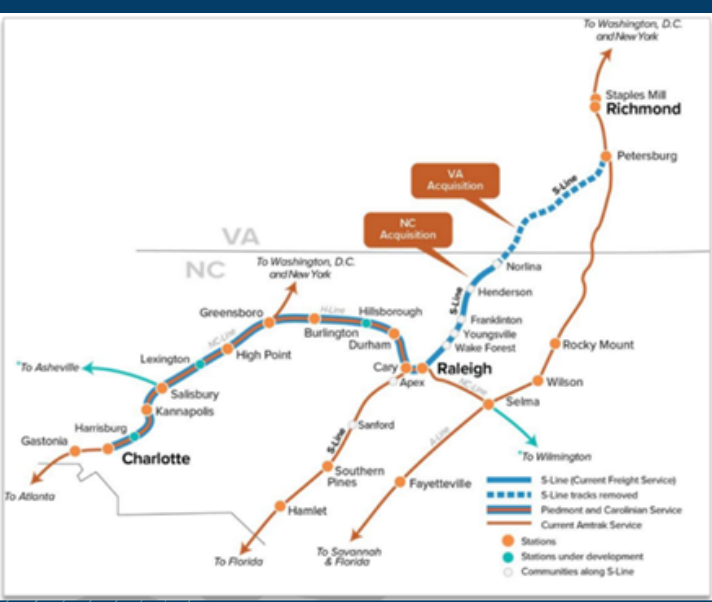 To Washington, D.C.
and New York
Staples Mill
Richmond
Petersburg
S-Line
VA
Acquisition
NC
Acquisition
VA
NC
To Washington, D.C.
and New York
Norlina
Henderson
S-Line
Greensboro
H-Line
Hillsborough
Franklinton
Burlington
Youngsville
Durham
Wake Forest
NC-Line
Lexington
High Point
Rocky Mount
*To Asheville
Cary
Raleigh
Apex
NC-Line
Wilson
Salisbury
Selma
Kannapolis
Harrisburg
Sanford
Gastonia
S-Line
A-Line
Charlotte
*To Wilmington
Southern
Pines
Fayetteville
To Atlanta
Hamlet
To Florida
To Savannah
& Florida
S-Line (Current Freight Service)
S-Line tracks removed
Piedmont and Carolinian Service
Current Amtrak Service
Stations
Stations under development
Communities along S-Line